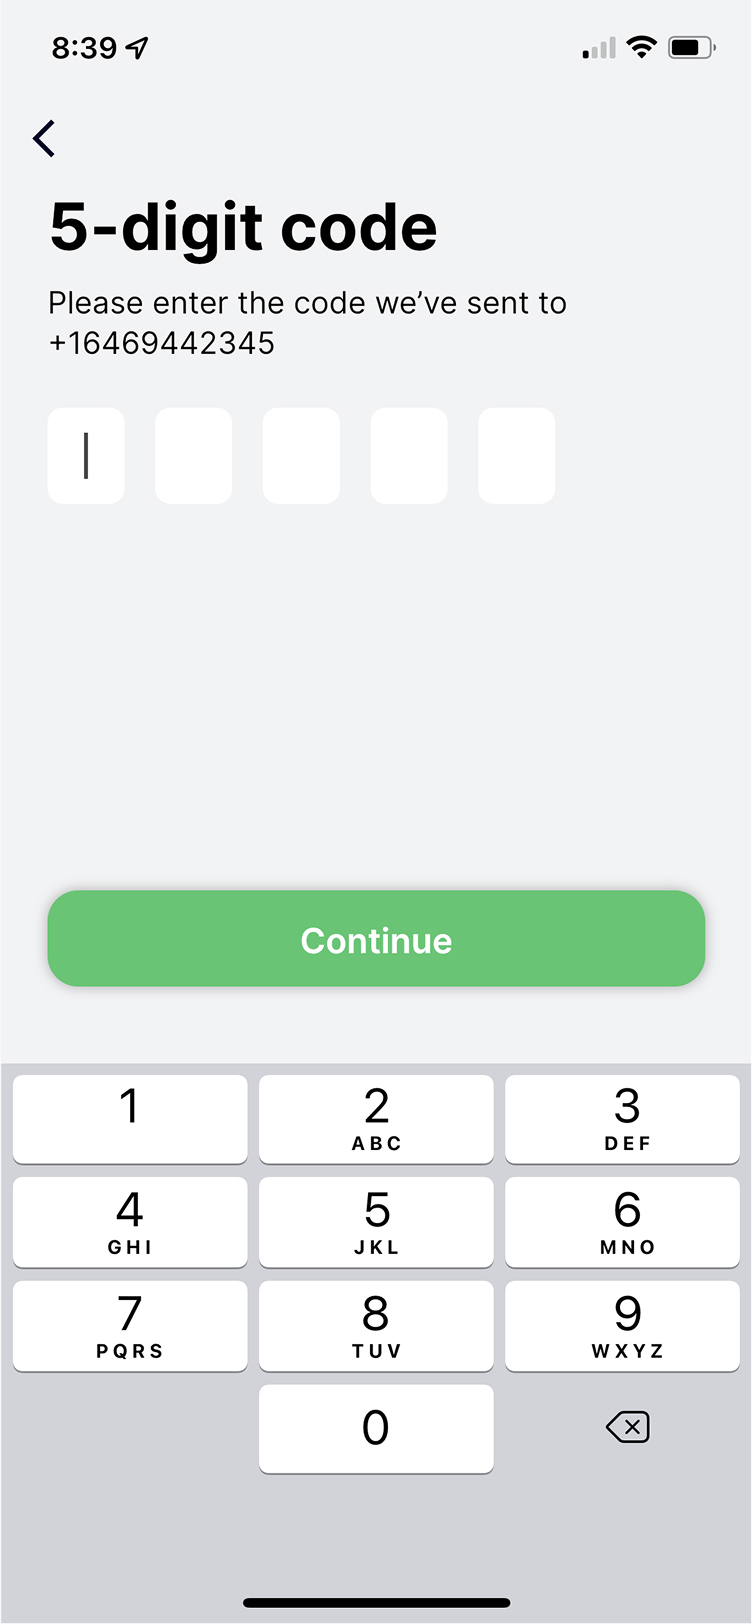 8:39
5-digit code
Please enter the code we’ve sent to
+16469442345
Continue
1 2 3
ABC DEF
4 5 6
GHI JKL MNO
7 8 9
PQRS TUV WXYZ
0